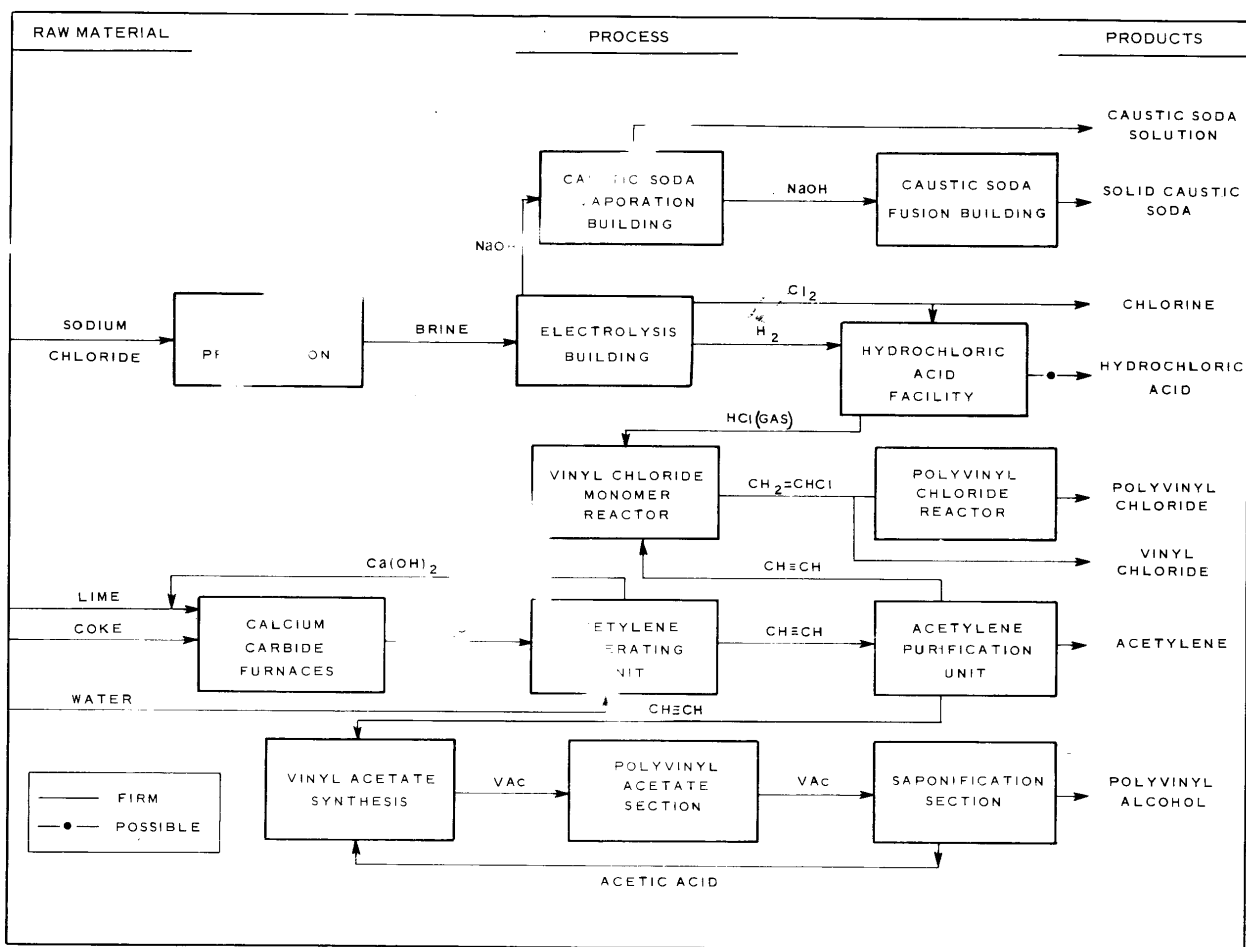 RAW MATERIAL
PROCESS
PRODUCTS
CAUSTIC SODA
SOLUTION
SODA
BUILDING
NaOH
CAUSTIC SODA
FUSION BUILDING
SOLID CAUSTIC
SODA
SODIUM
CHLORIDE
BRINE
ELECTROLYSIS
BUILDING
Cl2
H2
CHLORINE
HYDROCHLORIC
ACID
FACILITY
HYDROCHLORIC
ACID
HCl(GAS)
VINYL CHLORIDE
MONOMER
REACTOR
CH2=CHCl
POLYVINYL
CHLORIDE
REACTOR
POLYVINYL
CHLORIDE
VINYL
CHLORIDE
Ca(OH)2
CH≡CH
LIME
COKE
CALCIUM
CARBIDE
FURNACES
CH≡CH
ACETYLENE
PURIFICATION
UNIT
ACETYLENE
WATER
CH≡CH
VINYL ACETATE
SYNTHESIS
VAc
POLYVINYL
ACETATE
SECTION
VAc
SAPONIFICATION
SECTION
POLYVINYL
ALCOHOL
FIRM
POSSIBLE
ACETIC ACID